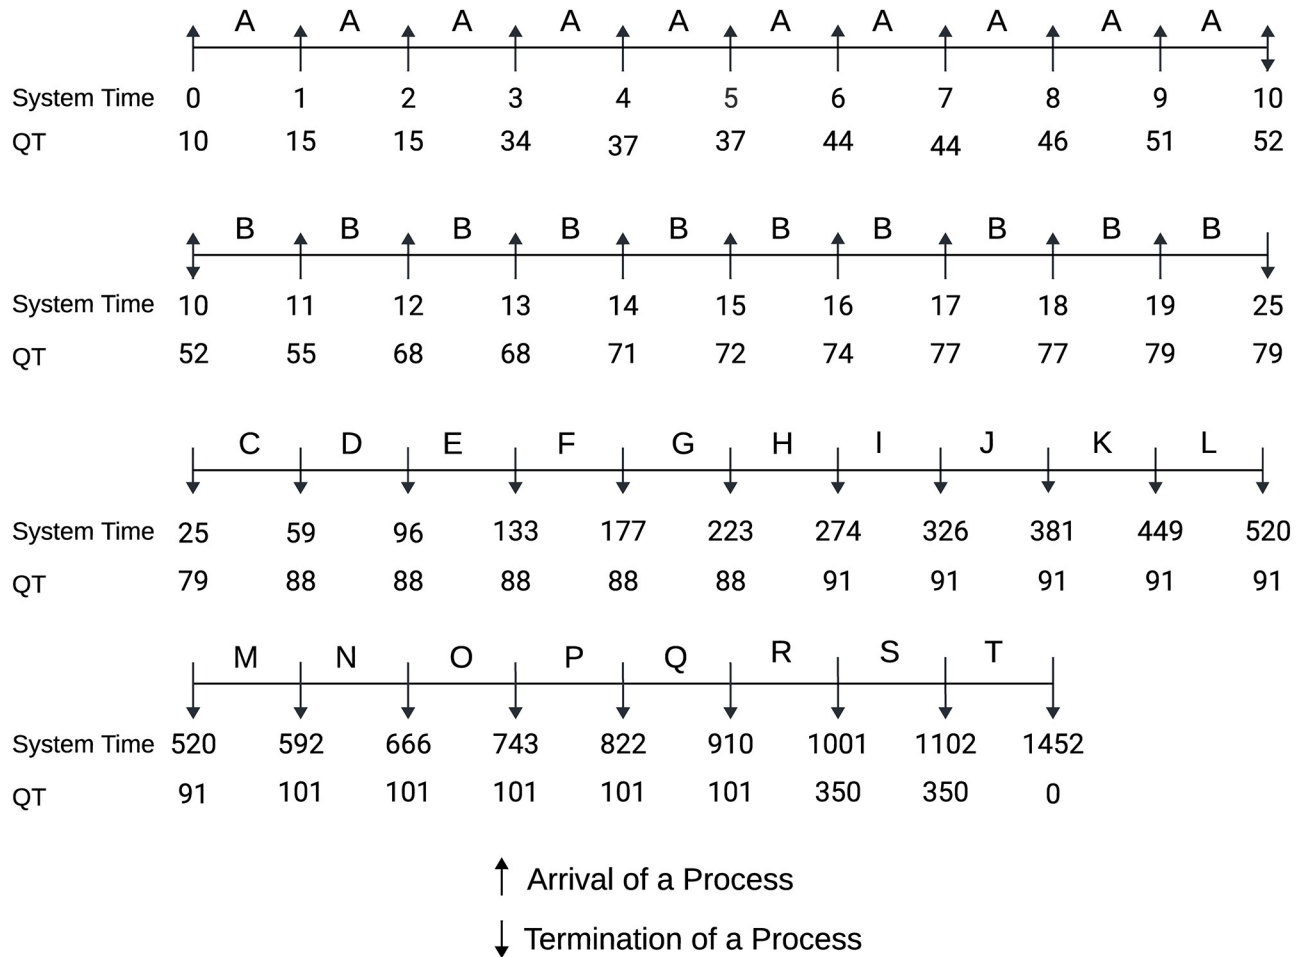 A A A A A A A A A A
System Time 0 1 2 3 4 5 6 7 8 9 10
QT 10 15 15 34 37 37 44 44 46 51 52
B B B B B B B B B B
System Time 10 11 12 13 14 15 16 17 18 19 25
QT 52 55 68 68 71 72 74 77 77 79 79
C D E F G H I J K L
System Time 25 59 96 133 177 223 274 326 381 449 520
QT 79 88 88 88 88 88 91 91 91 91 91
M N O P Q R S T
System Time 520 592 666 743 822 910 1001 1102 1452
QT 91 101 101 101 101 101 350 350 0
Arrival of a Process
Termination of a Process